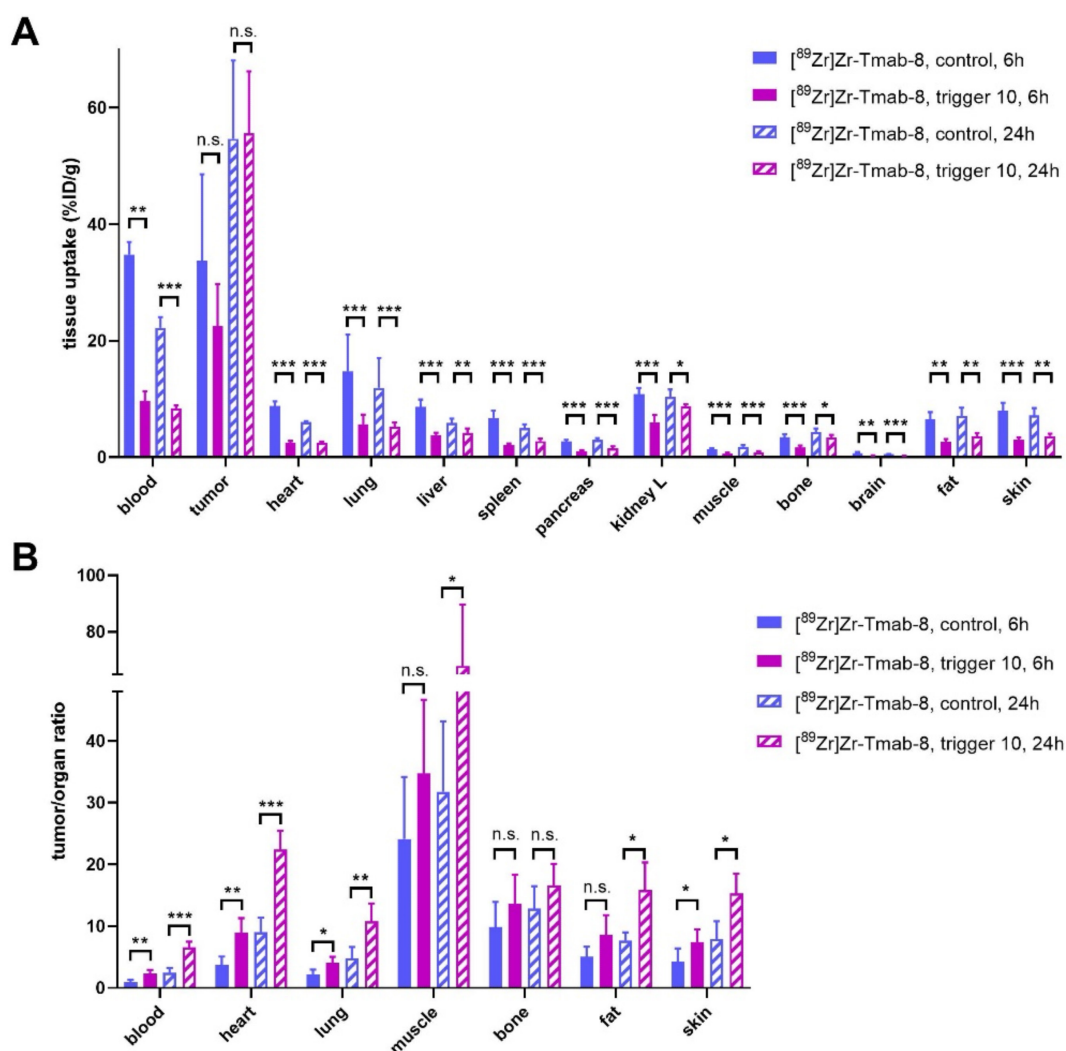 A
n.s.
n.s.
60
40
20
0
tissue uptake (%ID/g)
** *** *** *** *** *** *** ** *** *** *** *** *** * *** *** *** * ** *** ** ** *** **
blood tumor heart lung liver spleen pancreas kidney L muscle bone brain fat skin
[⁸⁹Zr]Zr-Tmab-8, control, 6h
[⁸⁹Zr]Zr-Tmab-8, trigger 10, 6h
[⁸⁹Zr]Zr-Tmab-8, control, 24h
[⁸⁹Zr]Zr-Tmab-8, trigger 10, 24h
B
100
80
40
30
20
10
0
tumor/organ ratio
** *** ** *** * ** n.s. * n.s. n.s. n.s. * * *
blood heart lung muscle bone fat skin
[⁸⁹Zr]Zr-Tmab-8, control, 6h
[⁸⁹Zr]Zr-Tmab-8, trigger 10, 6h
[⁸⁹Zr]Zr-Tmab-8, control, 24h
[⁸⁹Zr]Zr-Tmab-8, trigger 10, 24h